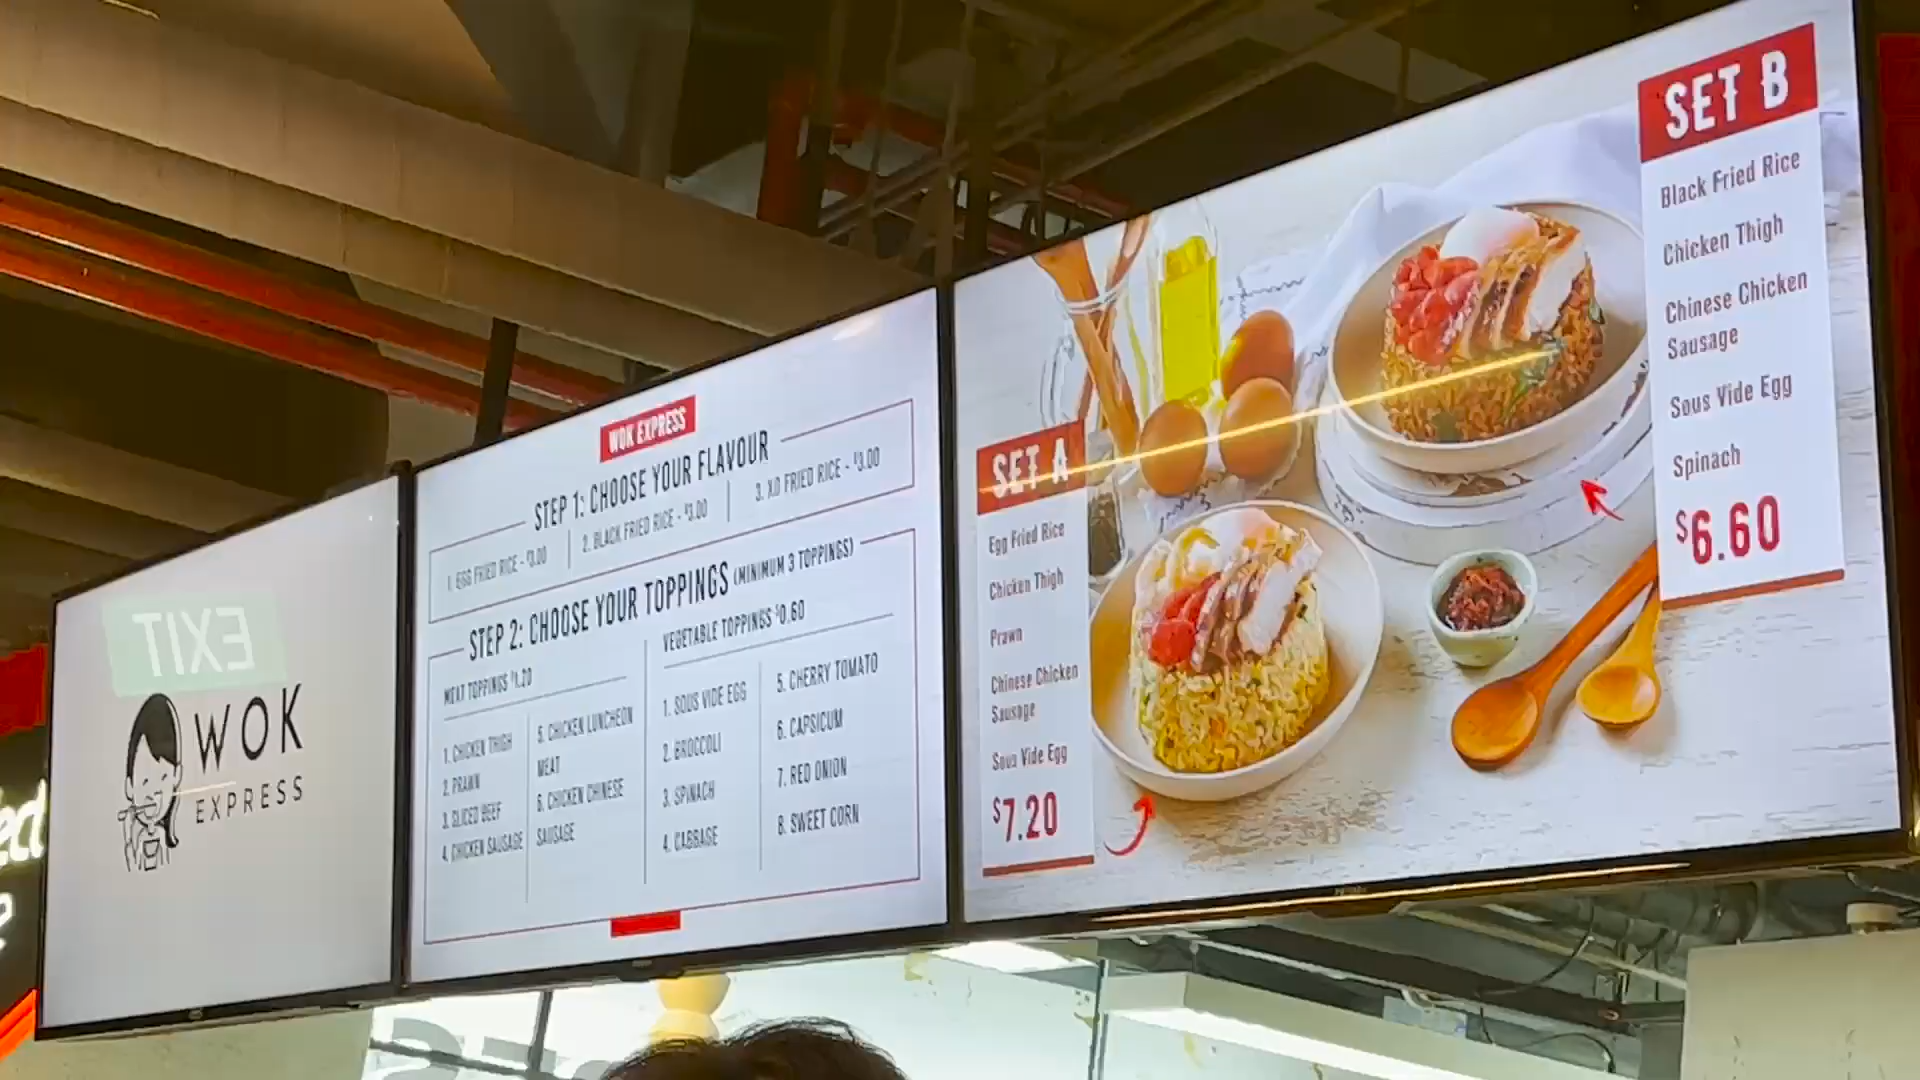 EXIT
WOK
EXPRESS
WOK EXPRESS
STEP 1: CHOOSE YOUR FLAVOUR
1. EGG FRIED RICE - $3.00
2. BLACK FRIED RICE - $3.00
3. XO FRIED RICE - $3.00
STEP 2: CHOOSE YOUR TOPPINGS (MINIMUM 3 TOPPINGS)
MEAT TOPPINGS $1.20
1. CHICKEN THIGH
2. PRAWN
3. SLICED BEEF
4. CHICKEN SAUSAGE
5. CHICKEN LUNCHEON
MEAT
6. CHICKEN CHINESE
SAUSAGE
VEGETABLE TOPPINGS $0.60
1. SOUS VIDE EGG
2. BROCCOLI
3. SPINACH
4. CABBAGE
5. CHERRY TOMATO
6. CAPSICUM
7. RED ONION
8. SWEET CORN
SET A
Egg Fried Rice
Chicken Thigh
Prawn
Chinese Chicken
Sausage
Sous Vide Egg
$7.20
SET B
Black Fried Rice
Chicken Thigh
Chinese Chicken
Sausage
Sous Vide Egg
Spinach
$6.60